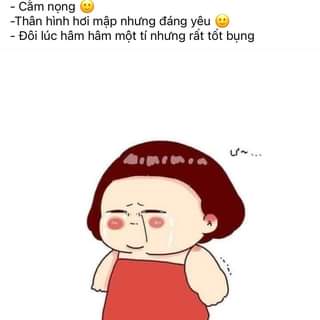 - Cằm nọng 🙂
-Thân hình hơi mập nhưng đáng yêu 🙂
- Đôi lúc hâm hâm một tí nhưng rất tốt bụng
Ư~...